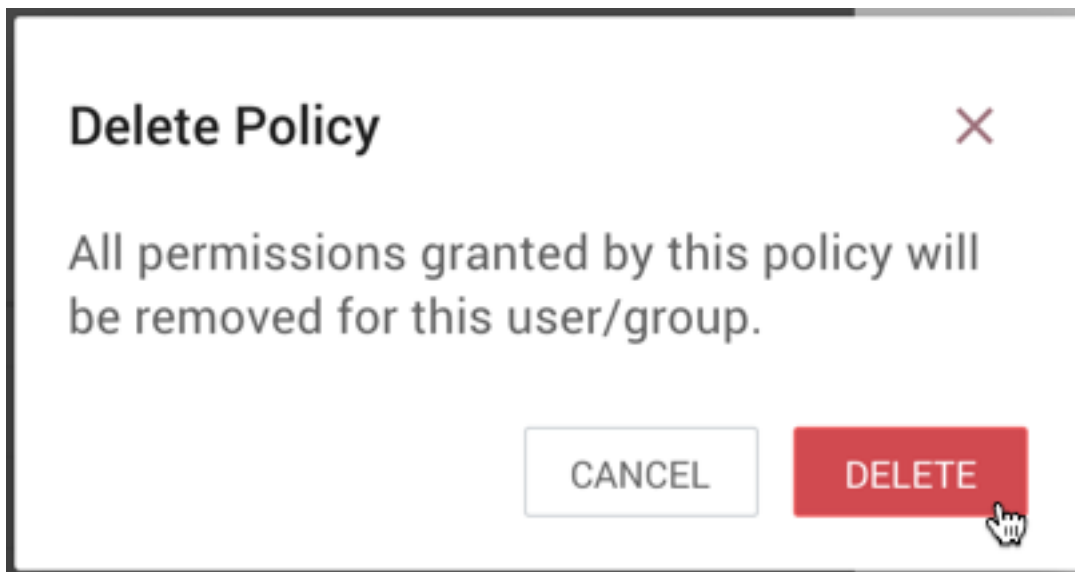 Delete Policy
All permissions granted by this policy will
be removed for this user/group.
CANCEL
DELETE